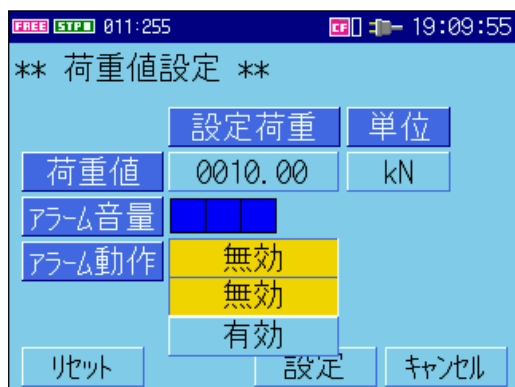 FREE STP 011:255 CF 19:09:55
** 荷重値設定 **
設定荷重 単位
荷重値 0010.00 kN
アラーム音量
アラーム動作 無効
無効
有効
リセット 設定 キャンセル